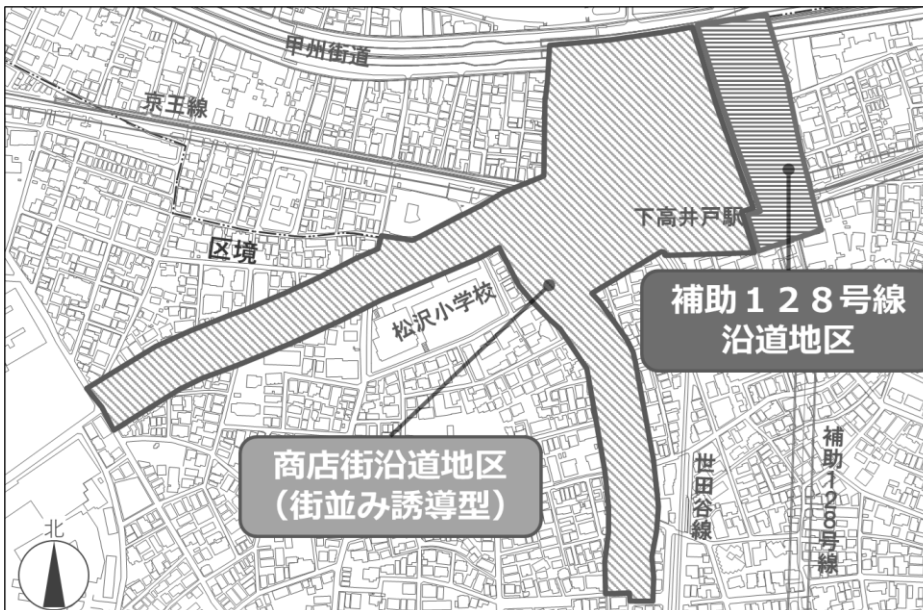 甲州街道
京王線
下高井戸駅
区境
補助１２８号線
沿道地区
松沢小学校
商店街沿道地区
（街並み誘導型）
世田谷線
補助１２８号線
北